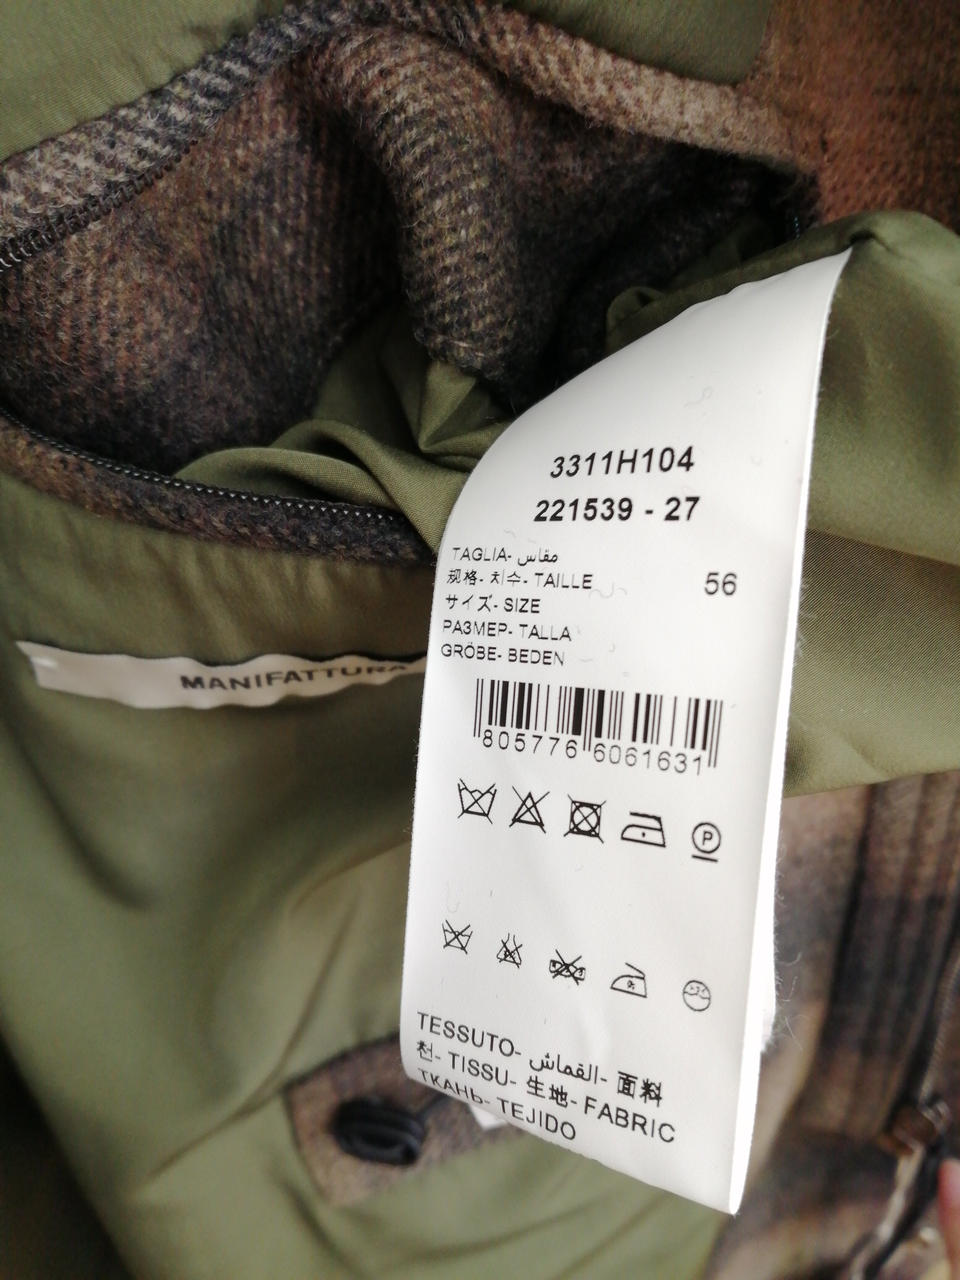 3311H104
221539 - 27
TAGLIA- مقاس
规格- 치수- TAILLE 56
サイズ- SIZE
РАЗМЕР- TALLA
GRÖBE- BEDEN
MANIFATTURA
805776 6061631
P
TESSUTO- القماش- 面料
천- TISSU- 生地- FABRIC
ТКАНЬ- TEJIDO